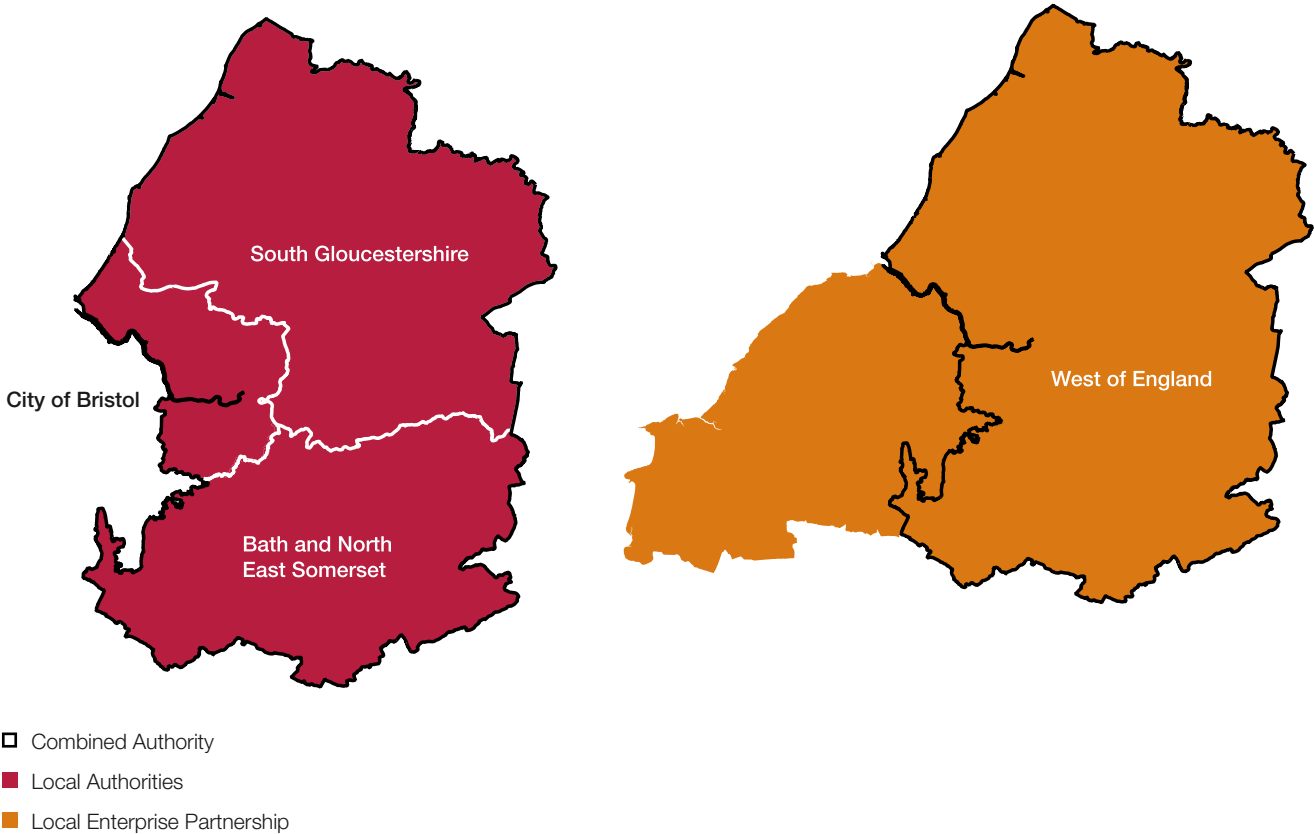 South Gloucestershire
City of Bristol
Bath and North
East Somerset
West of England
Combined Authority
Local Authorities
Local Enterprise Partnership